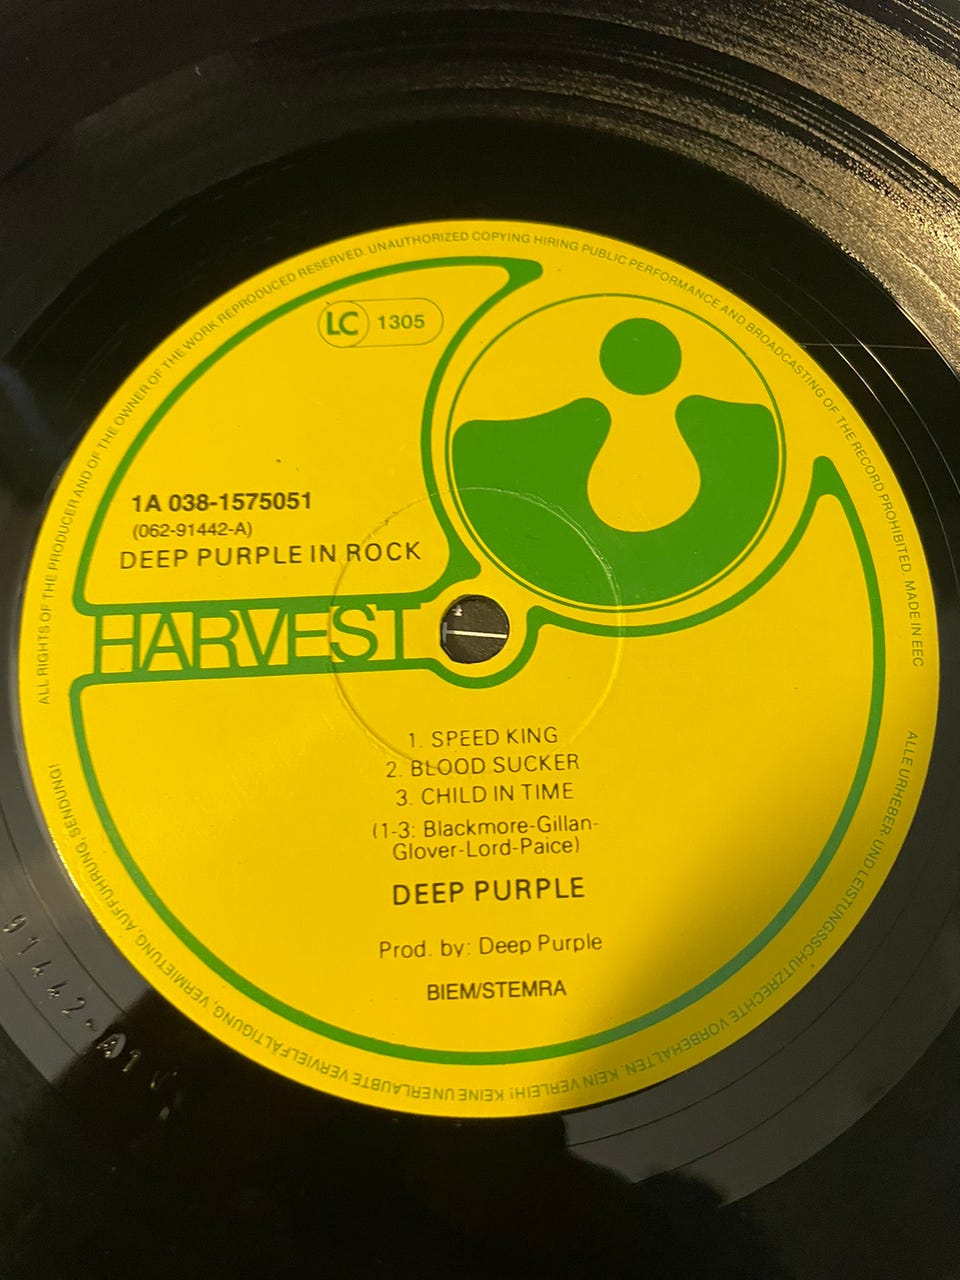 ALL RIGHTS OF THE PRODUCER AND OF THE OWNER OF THE WORK REPRODUCED RESERVED. UNAUTHORIZED COPYING HIRING PUBLIC PERFORMANCE AND BROADCASTING OF THE RECORD PROHIBITED. MADE IN EEC
LC 1305
1A 038-1575051
(062-91442-A)
DEEP PURPLE IN ROCK
HARVEST
1. SPEED KING
2. BLOOD SUCKER
3. CHILD IN TIME
(1-3: Blackmore-Gillan-
Glover-Lord-Paice)
DEEP PURPLE
Prod. by: Deep Purple
BIEM/STEMRA
ALLE URHEBER- UND LEISTUNGSSCHUTZRECHTE VORBEHALTEN. KEIN VERLEIH! KEINE UNERLAUBTE VERVIELFÄLTIGUNG, VERMIETUNG, AUFFÜHRUNG, SENDUNG!
91442-A1